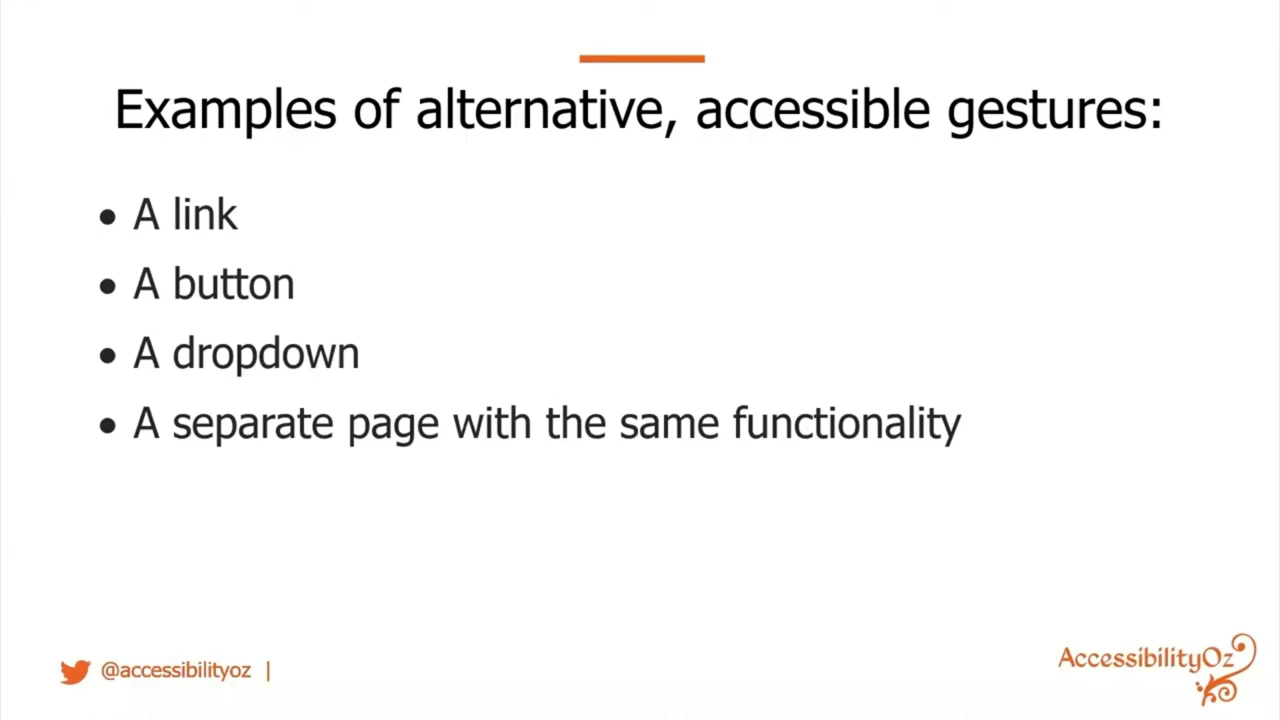 Examples of alternative, accessible gestures:
• A link
• A button
• A dropdown
• A separate page with the same functionality
@accessibilityoz |
AccessibilityOz